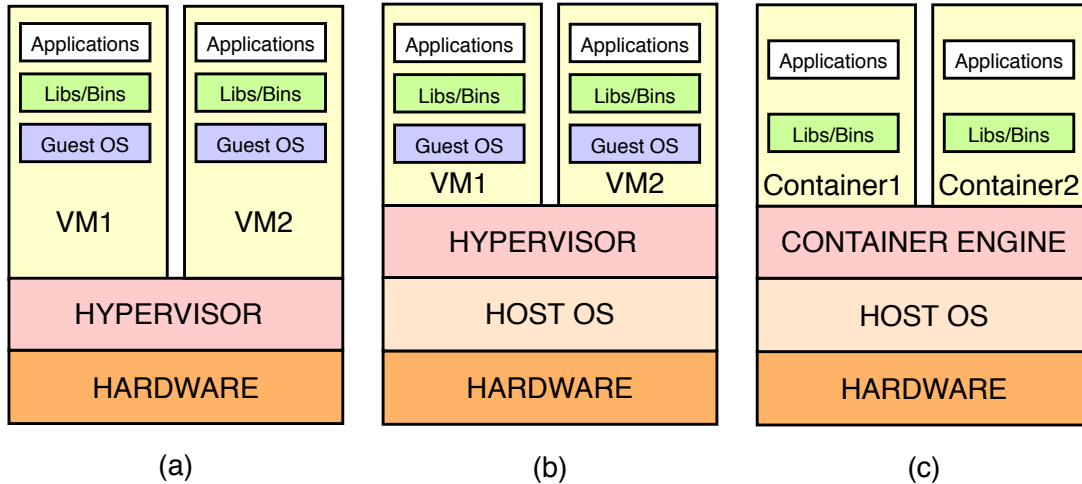 Applications
Libs/Bins
Guest OS
VM1
Applications
Libs/Bins
Guest OS
VM2
HYPERVISOR
HARDWARE
(a)
Applications
Libs/Bins
Guest OS
VM1
Applications
Libs/Bins
Guest OS
VM2
HYPERVISOR
HOST OS
HARDWARE
(b)
Applications
Libs/Bins
Container1
Applications
Libs/Bins
Container2
CONTAINER ENGINE
HOST OS
HARDWARE
(c)